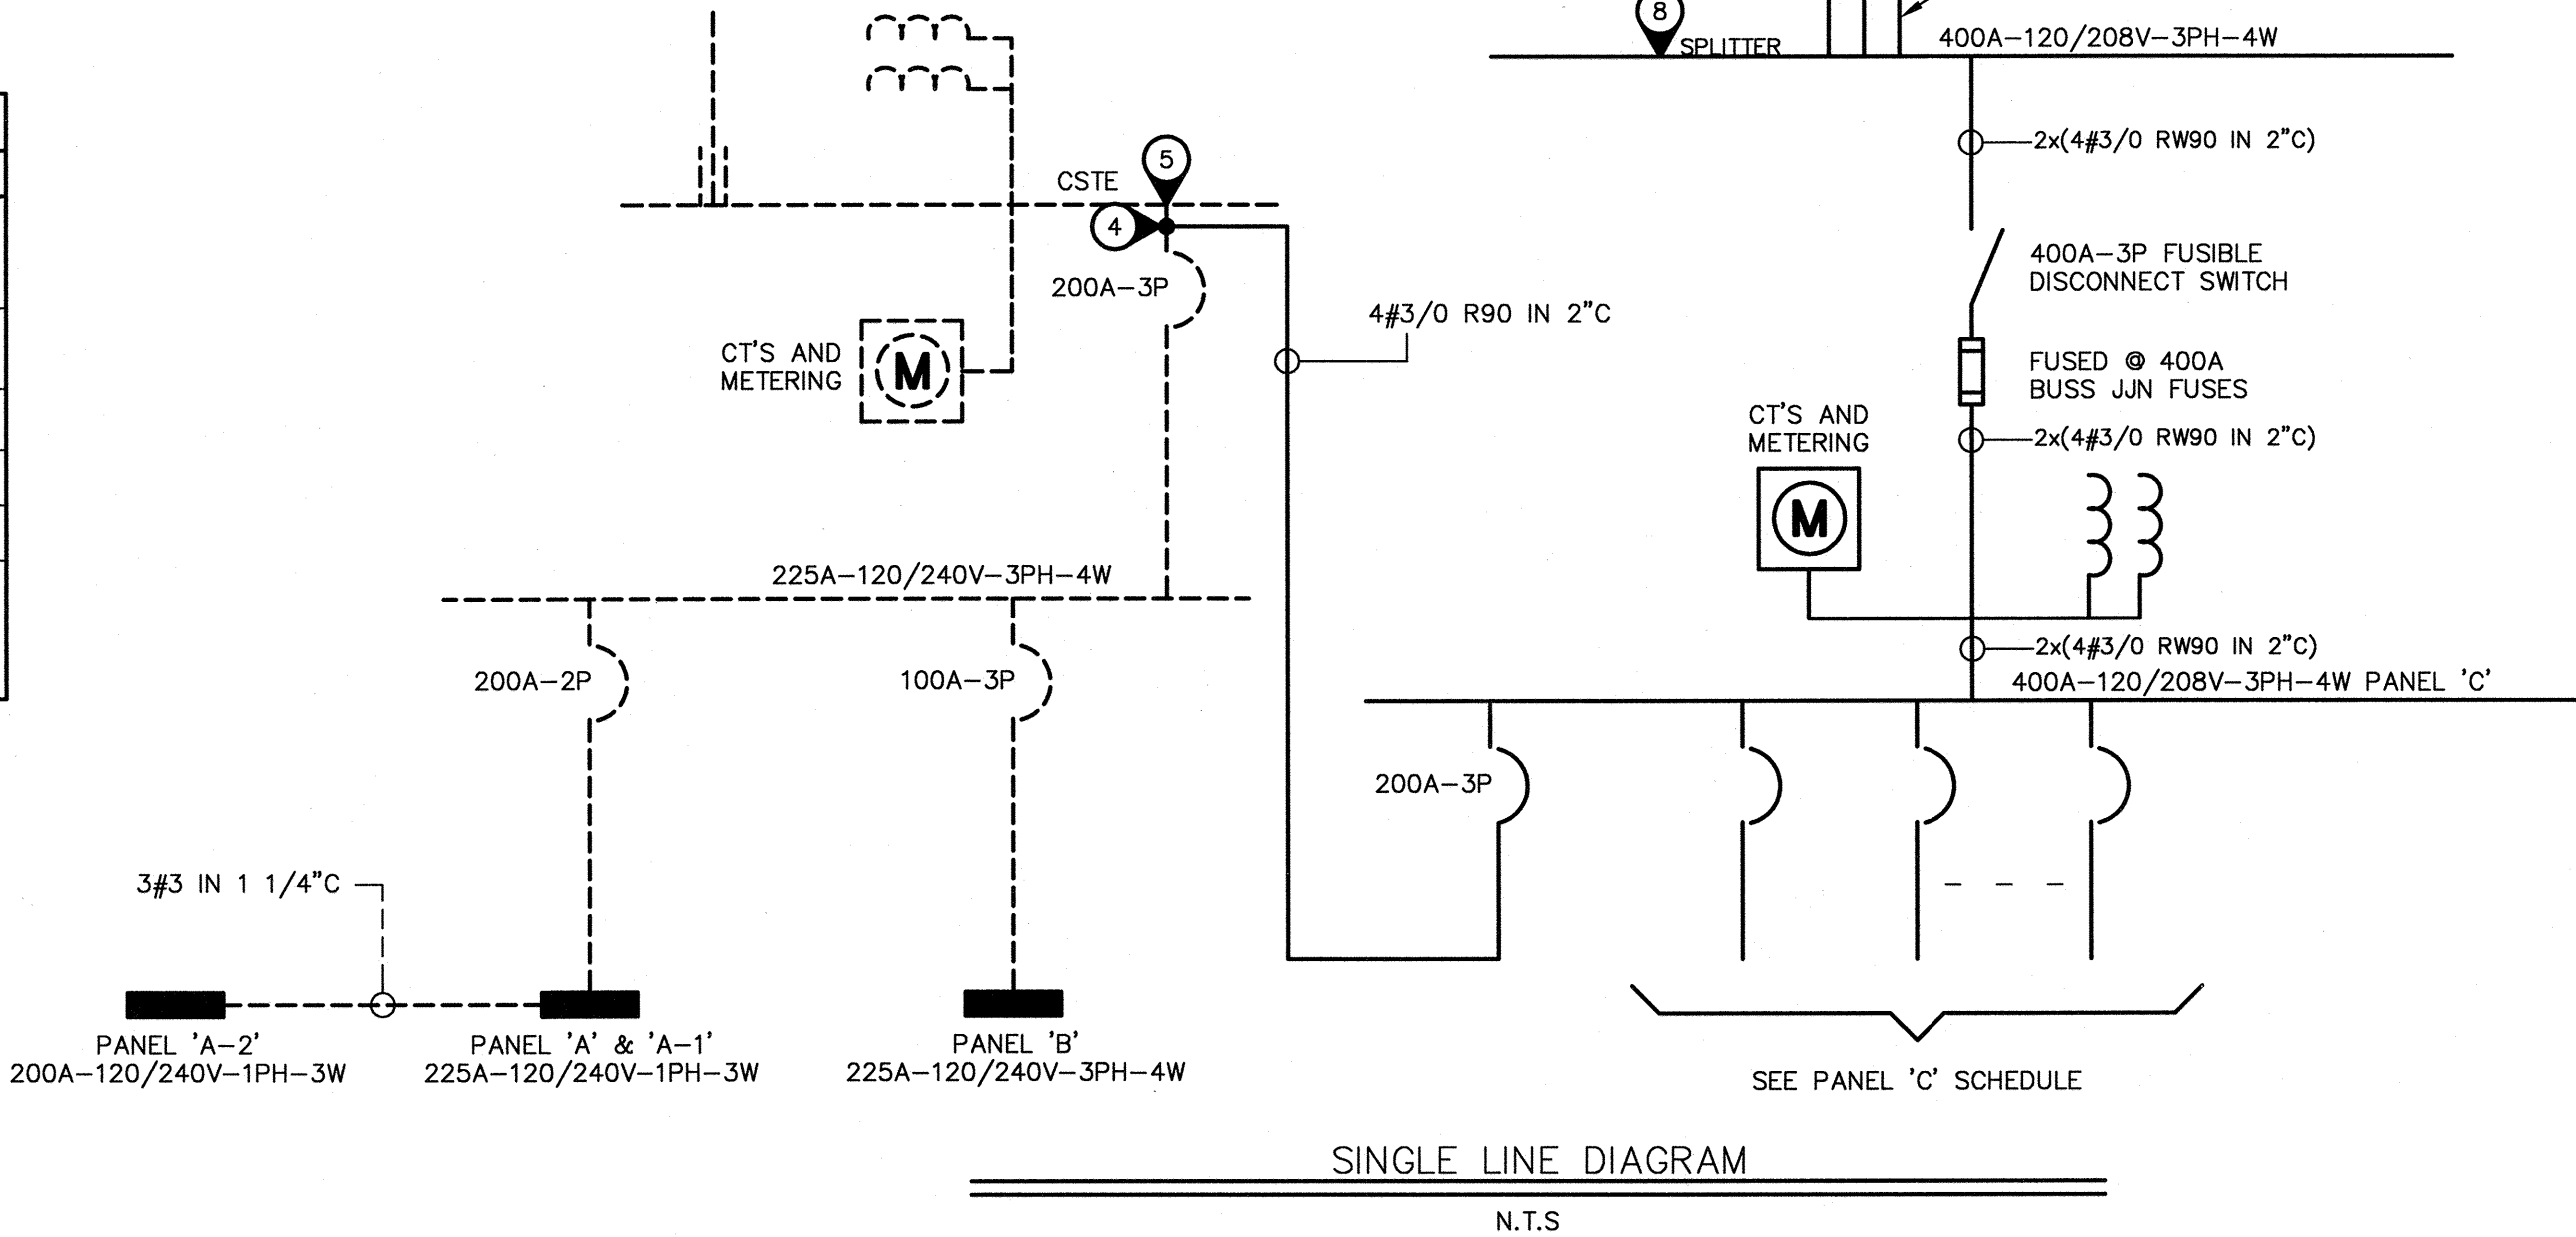 8
SPLITTER
400A-120/208V-3PH-4W
2x(4#3/0 RW90 IN 2"C)
5
CSTE
4
200A-3P
400A-3P FUSIBLE
DISCONNECT SWITCH
4#3/0 R90 IN 2"C
CT'S AND
METERING
M
FUSED @ 400A
BUSS JJN FUSES
CT'S AND
METERING
2x(4#3/0 RW90 IN 2"C)
M
225A-120/240V-3PH-4W
2x(4#3/0 RW90 IN 2"C)
200A-2P
100A-3P
400A-120/208V-3PH-4W PANEL 'C'
200A-3P
3#3 IN 1 1/4"C
PANEL 'A-2'
200A-120/240V-1PH-3W
PANEL 'A' & 'A-1'
225A-120/240V-1PH-3W
PANEL 'B'
225A-120/240V-3PH-4W
SEE PANEL 'C' SCHEDULE
SINGLE LINE DIAGRAM
N.T.S